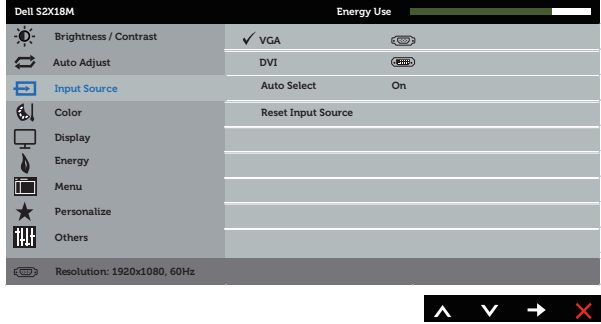 Dell S2X18M Energy Use
Brightness / Contrast
Auto Adjust
Input Source
Color
Display
Energy
Menu
Personalize
Others
VGA
DVI
Auto Select On
Reset Input Source
Resolution: 1920x1080, 60Hz